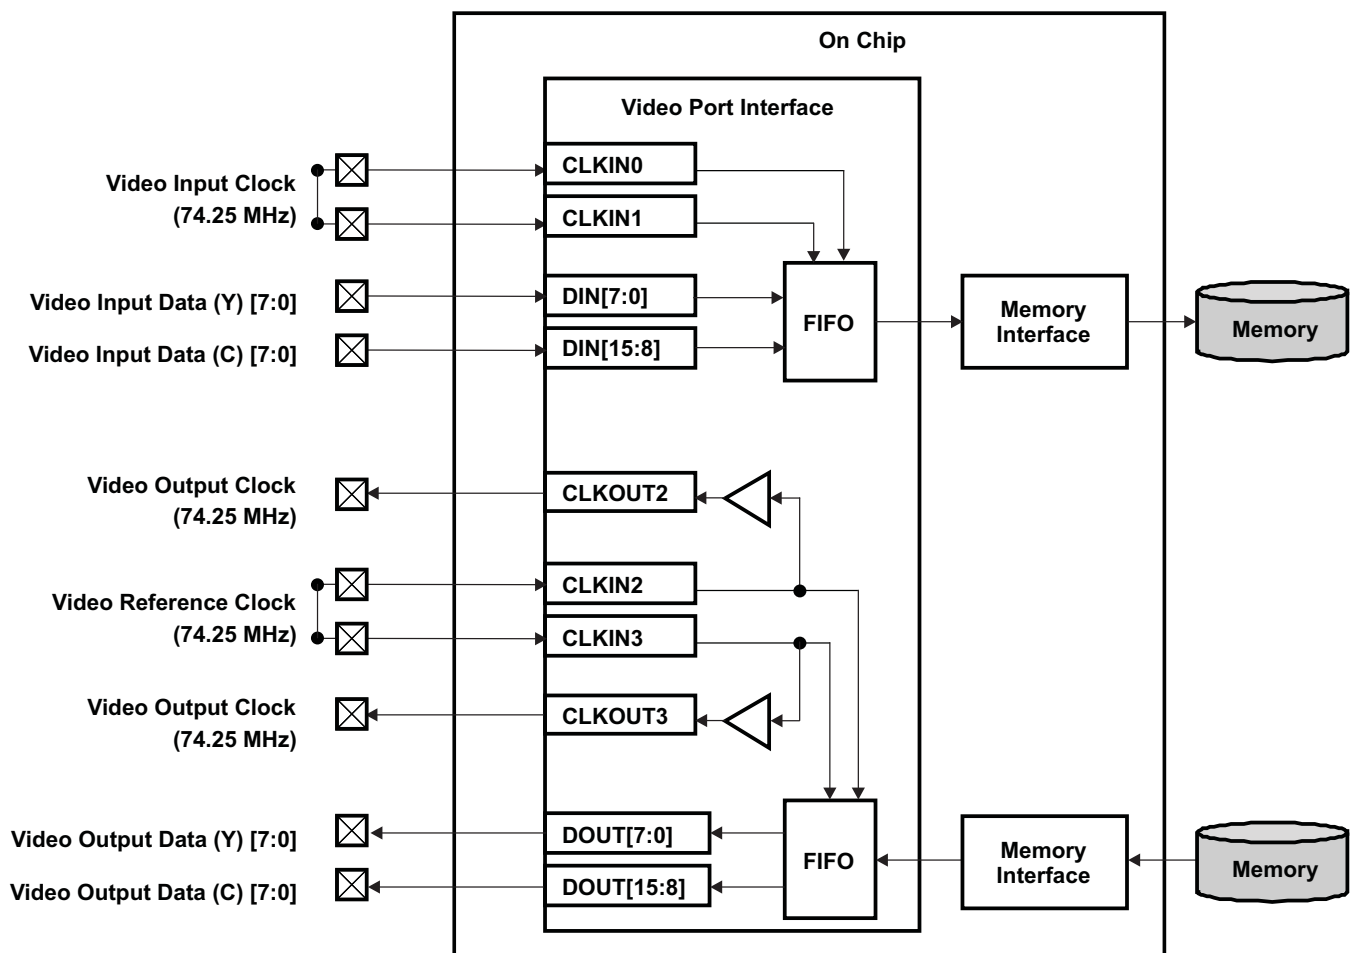 On Chip
Video Port Interface
Video Input Clock
(74.25 MHz)
CLKIN0
CLKIN1
Video Input Data (Y) [7:0]
DIN[7:0]
Video Input Data (C) [7:0]
DIN[15:8]
FIFO
Memory
Interface
Memory
Video Output Clock
(74.25 MHz)
CLKOUT2
Video Reference Clock
(74.25 MHz)
CLKIN2
CLKIN3
Video Output Clock
(74.25 MHz)
CLKOUT3
Video Output Data (Y) [7:0]
DOUT[7:0]
Video Output Data (C) [7:0]
DOUT[15:8]
FIFO
Memory
Interface
Memory